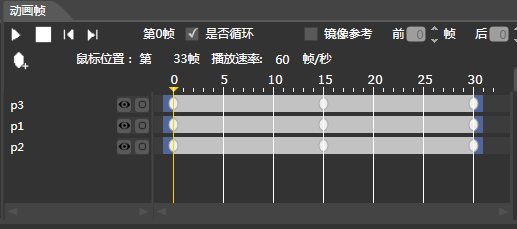 动画帧
第0帧 是否循环 镜像参考 前 0 帧 后 0
鼠标位置：第 33帧 播放速率: 60 帧/秒
0 5 10 15 20 25 30
p3
p1
p2